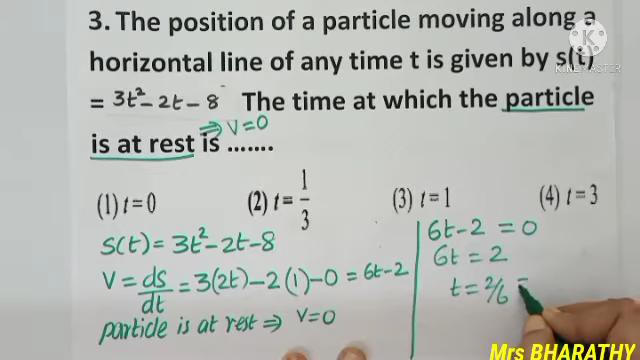 3. The position of a particle moving along a
horizontal line of any time t is given by s(t)
= 3t² - 2t - 8 The time at which the particle
is at rest is ....... ⇒ V=0
(1) t = 0 (2) t = 1/3 (3) t = 1 (4) t = 3
S(t) = 3t² - 2t - 8
V = ds/dt = 3(2t) - 2(1) - 0 = 6t - 2
particle is at rest ⇒ V=0
6t - 2 = 0
6t = 2
t = 2/6 =
KINEMASTER
Mrs BHARATHY